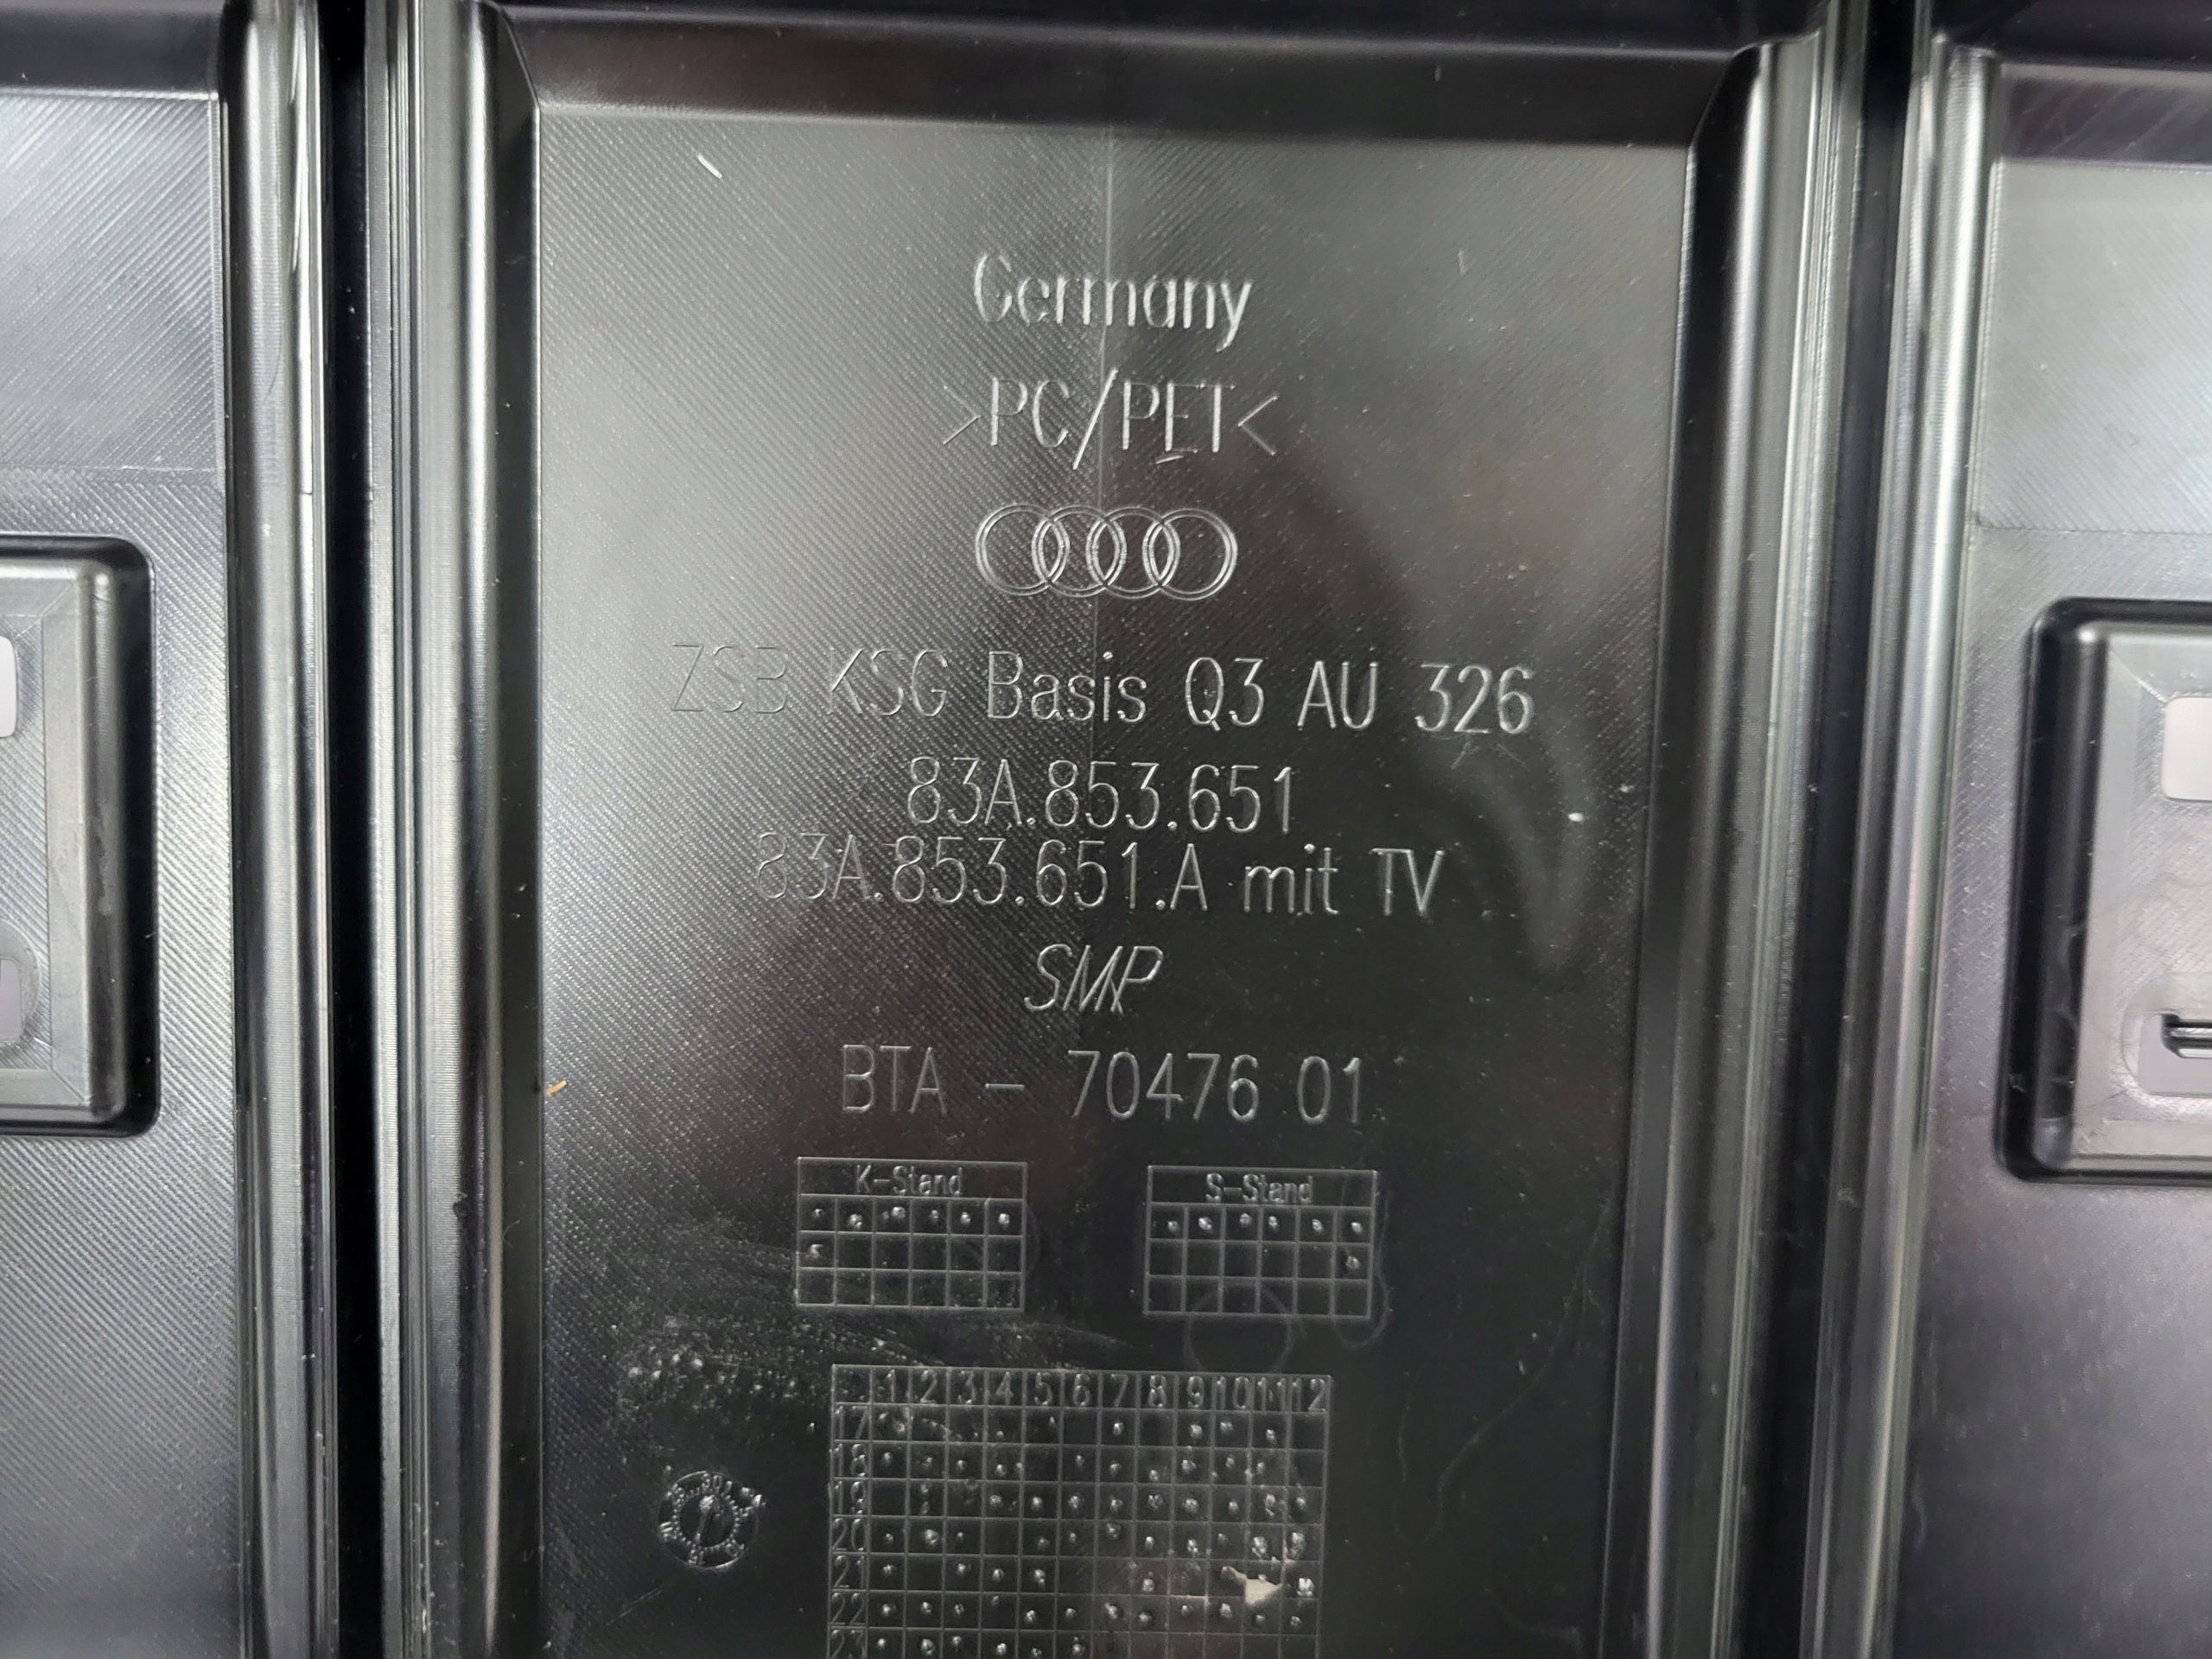 Germany
>PC/PET<
ZSB KSG Basis Q3 AU 326
83A.853.651
83A.853.651.A mit TV
SMP
BTA - 70476 01
K-Stand
S-Stand
1 2 3 4 5 6 7 8 9 10 11 12
17
18
19
20
21
22
23